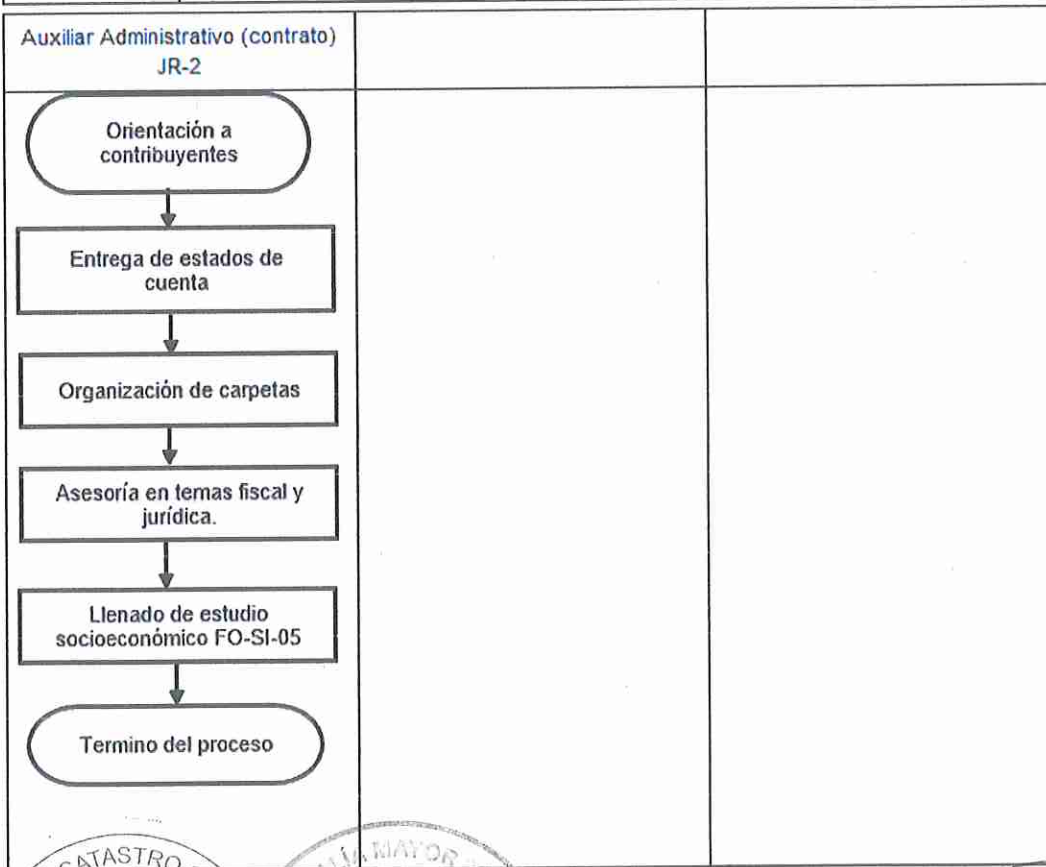 Auxiliar Administrativo (contrato)
JR-2
Orientación a
contribuyentes
Entrega de estados de
cuenta
Organización de carpetas
Asesoría en temas fiscal y
jurídica.
Llenado de estudio
socioeconómico FO-SI-05
Termino del proceso
CATASTRO
MAYOR